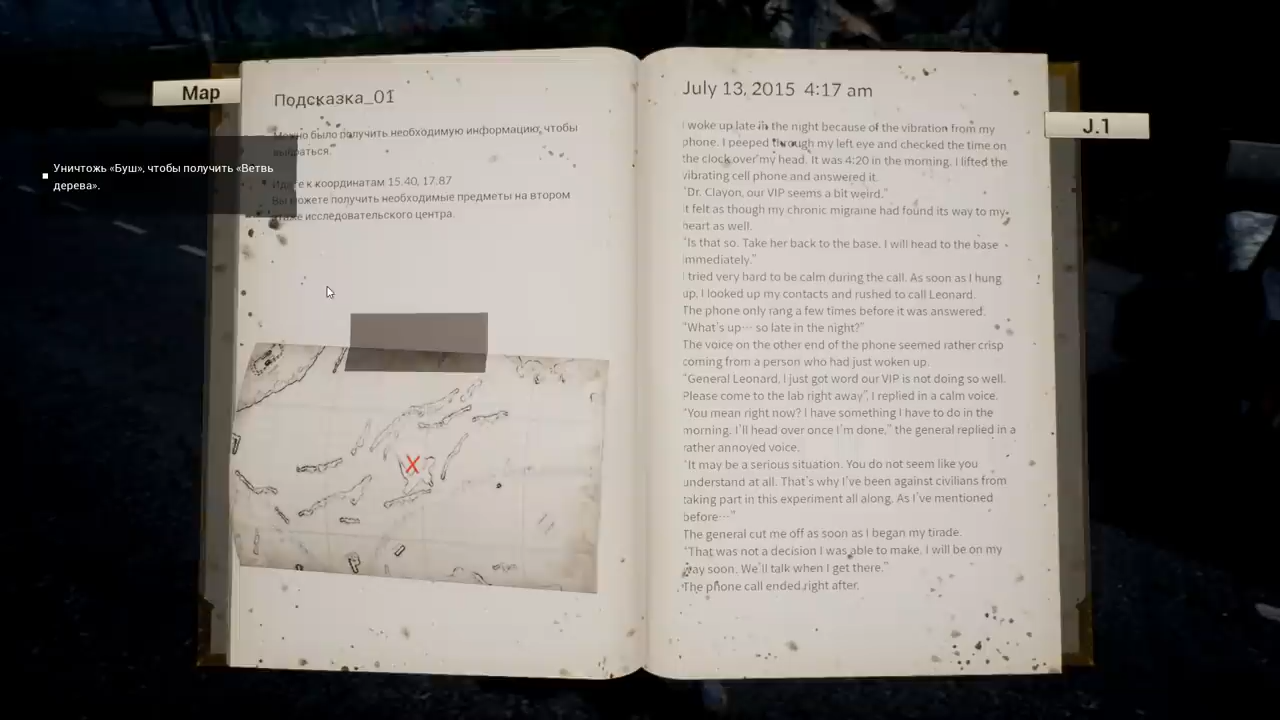 Map
Подсказка_01
Можно было получить необходимую информацию, чтобы
выбраться.
Уничтожь «Буш», чтобы получить «Ветвь
дерева».
Идите к координатам 15.40, 17.87
Вы можете получить необходимые предметы на втором
этаже исследовательского центра.
July 13, 2015 4:17 am
J.1
I woke up late in the night because of the vibration from my
phone. I peeped through my left eye and checked the time on
the clock over my head. It was 4:20 in the morning. I lifted the
vibrating cell phone and answered it.
"Dr. Clayon, our VIP seems a bit weird."
It felt as though my chronic migraine had found its way to my
heart as well.
"Is that so. Take her back to the base. I will head to the base
immediately."
I tried very hard to be calm during the call. As soon as I hung
up, I looked up my contacts and rushed to call Leonard.
The phone only rang a few times before it was answered.
"What's up… so late in the night?"
The voice on the other end of the phone seemed rather crisp
coming from a person who had just woken up.
"General Leonard, I just got word our VIP is not doing so well.
Please come to the lab right away", I replied in a calm voice.
"You mean right now? I have something I have to do in the
morning. I'll head over once I'm done," the general replied in a
rather annoyed voice.
"It may be a serious situation. You do not seem like you
understand at all. That's why I've been against civilians from
taking part in this experiment all along. As I've mentioned
before…"
The general cut me off as soon as I began my tirade.
"That was not a decision I was able to make. I will be on my
way soon. We'll talk when I get there."
The phone call ended right after.